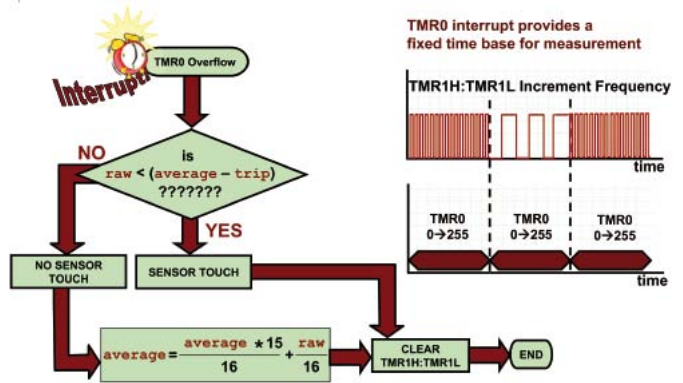 Interrupt!
TMR0 Overflow
is
raw < (average – trip)
???????
NO
YES
NO SENSOR
TOUCH
SENSOR TOUCH
average = average * 15 / 16 + raw / 16
CLEAR
TMR1H:TMR1L
END
TMR0 interrupt provides a
fixed time base for measurement
TMR1H:TMR1L Increment Frequency
time
TMR0
0→255
TMR0
0→255
TMR0
0→255
time